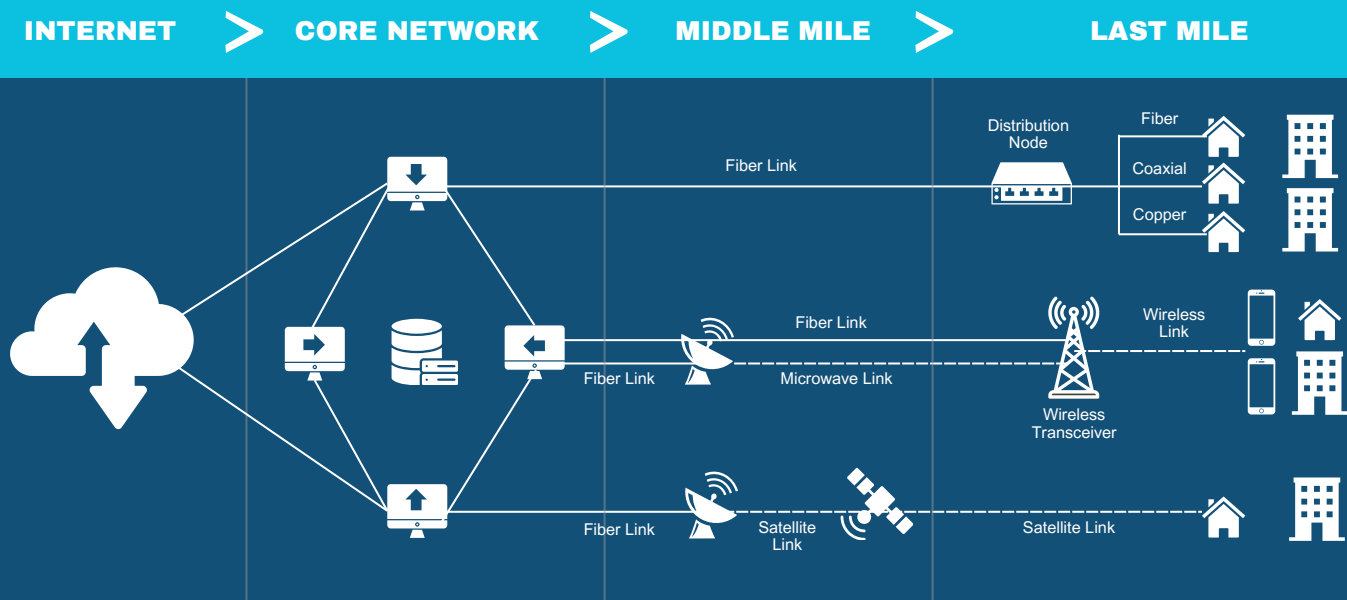 INTERNET > CORE NETWORK > MIDDLE MILE > LAST MILE
Distribution
Node
Fiber
Fiber Link
Coaxial
Copper
Fiber Link
Wireless
Link
Fiber Link
Microwave Link
Wireless
Transceiver
Fiber Link
Satellite
Link
Satellite Link